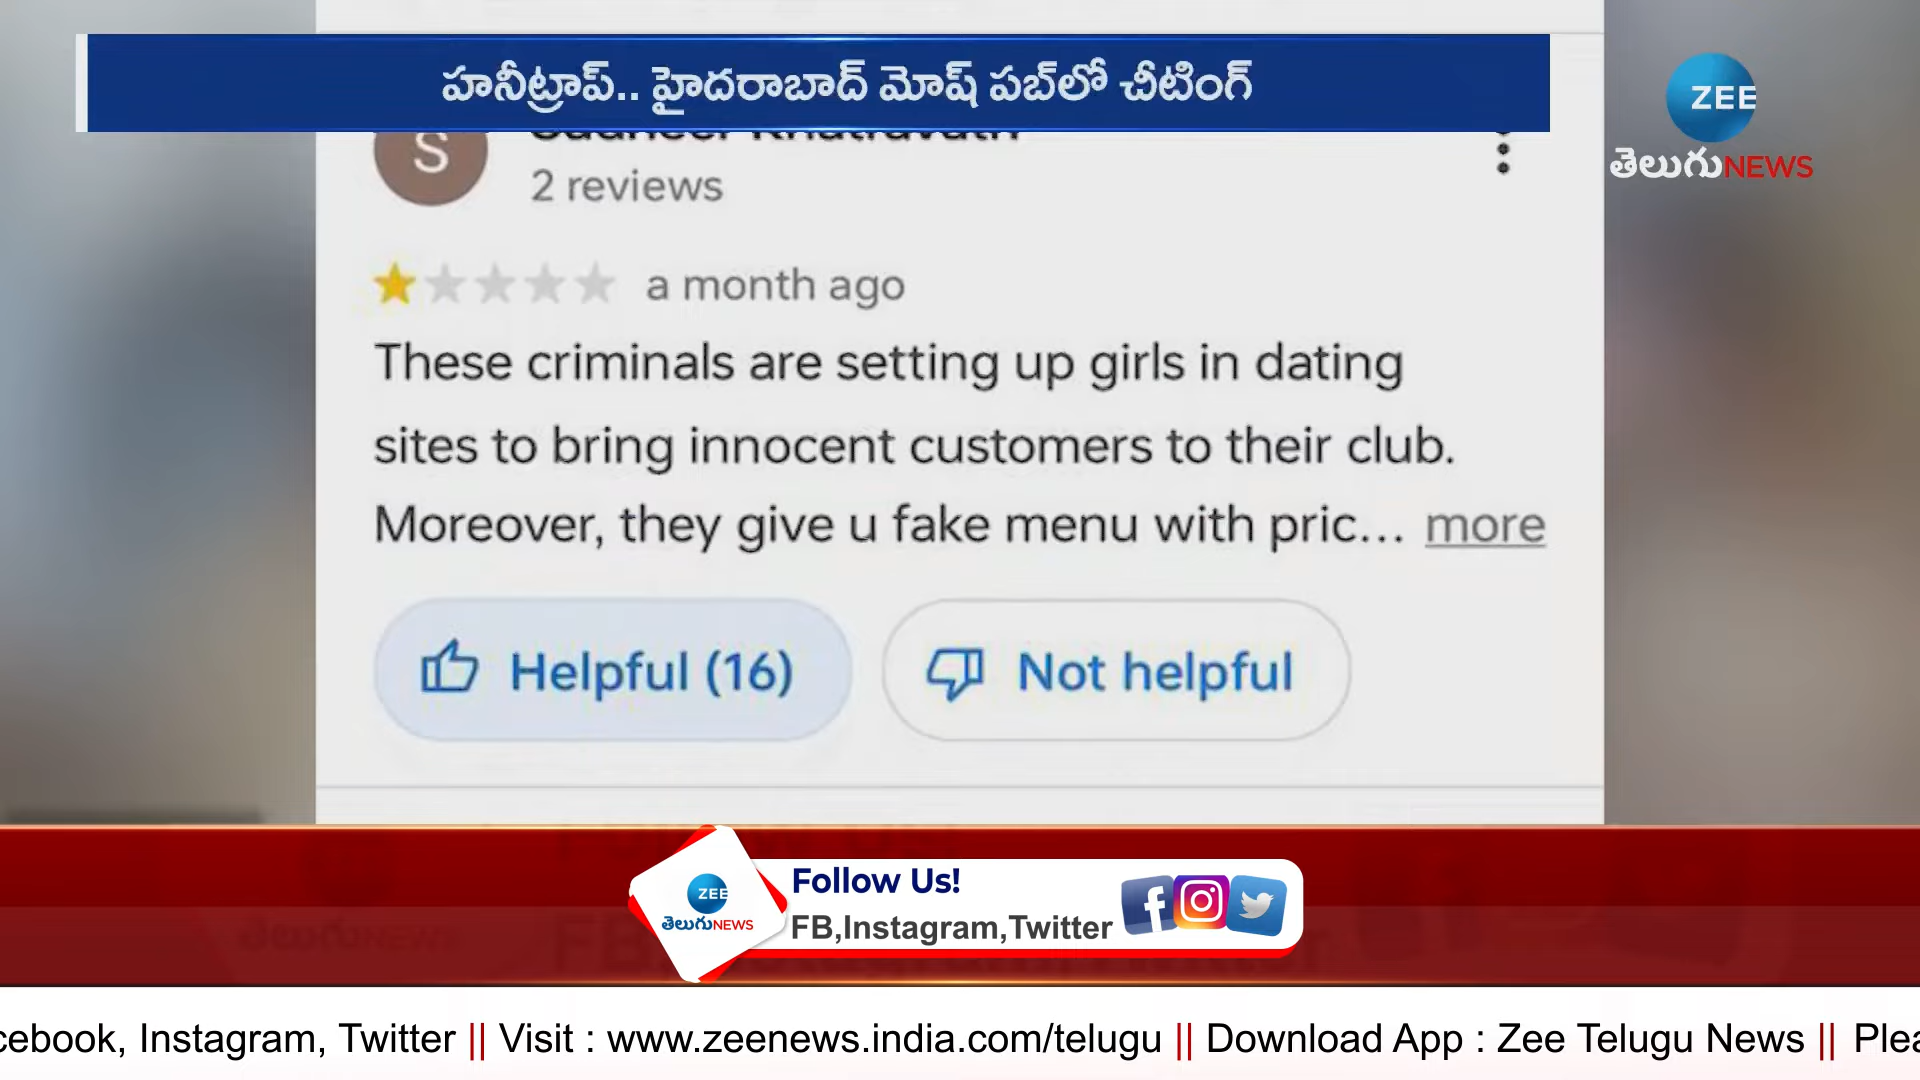 హనీట్రాప్.. హైదరాబాద్ మోష్ పబ్‌లో చీటింగ్
ZEE
తెలుగు NEWS
S
2 reviews
a month ago
These criminals are setting up girls in dating
sites to bring innocent customers to their club.
Moreover, they give u fake menu with pric... more
Helpful (16)
Not helpful
ZEE
తెలుగు NEWS
Follow Us!
FB,Instagram,Twitter
cebook, Instagram, Twitter || Visit : www.zeenews.india.com/telugu || Download App : Zee Telugu News || Plea